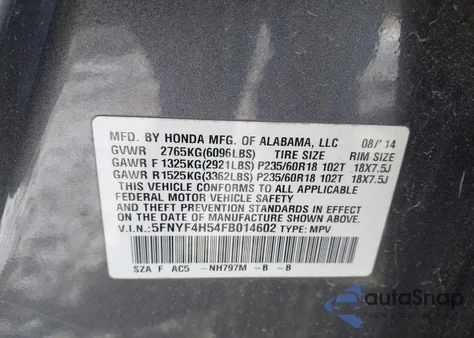 MFD. BY HONDA MFG. OF ALABAMA, LLC 08/'14
GVWR 2765KG(6096LBS) TIRE SIZE RIM SIZE
GAWR F 1325KG(2921LBS) P235/60R18 102T 18X7.5J
GAWR R 1525KG(3362LBS) P235/60R18 102T 18X7.5J
THIS VEHICLE CONFORMS TO ALL APPLICABLE
FEDERAL MOTOR VEHICLE SAFETY
STANDARDS IN EFFECT ON THE
DATE OF MANUFACTURE SHOWN ABOVE.
V.I.N.: 5FNYF4H54FB014602 TYPE: MPV
SZA F AC5 -NH797M -B -B
autoSnap